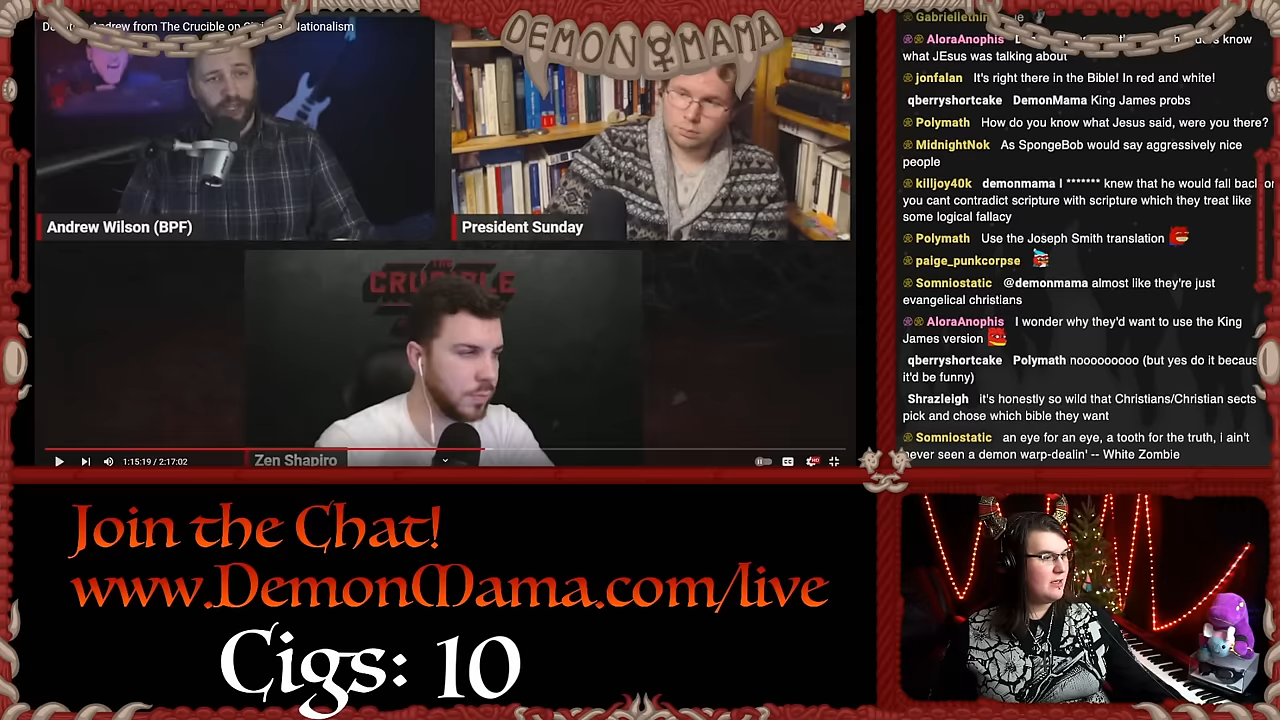 Andrew from The Crucible on
Nationalism
DEMON MAMA
Andrew Wilson (BPF)
President Sunday
THE
CRUCIBLE
Zen Shapiro
1:15:19 / 2:17:02
HD
Gabriellethin
AloraAnophis
know
what JEsus was talking about
jonfalan It's right there in the Bible! In red and white!
qberryshortcake DemonMama King James probs
Polymath How do you know what Jesus said, were you there?
MidnightNok As SpongeBob would say aggressively nice
people
killjoy40k demonmama I ******* knew that he would fall back on
you cant contradict scripture with scripture which they treat like
some logical fallacy
Polymath Use the Joseph Smith translation
paige_punkcorpse
Somniostatic @demonmama almost like they're just
evangelical christians
AloraAnophis I wonder why they'd want to use the King
James version
qberryshortcake Polymath nooooooooo (but yes do it becaus
it'd be funny)
Shrazleigh it's honestly so wild that Christians/Christian sects
pick and chose which bible they want
Somniostatic an eye for an eye, a tooth for the truth, i ain't
never seen a demon warp-dealin' -- White Zombie
Join the Chat!
www.DemonMama.com/live
Cigs: 10